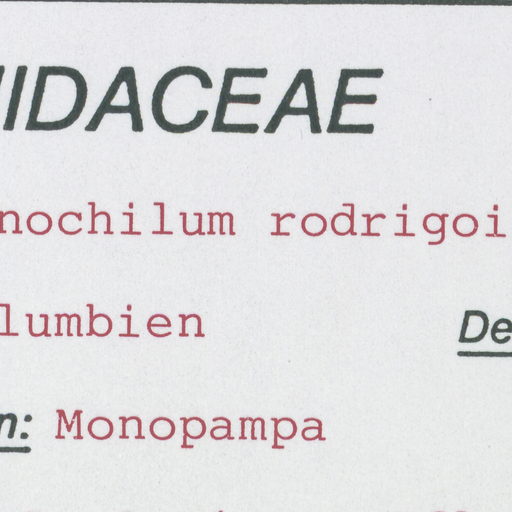 IDACEAE
nochilum rodrigoi
lumbien
De
n: Monopampa